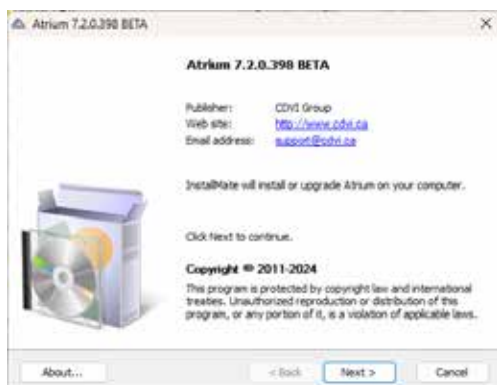 Atrium 7.2.0.398 BETA
Atrium 7.2.0.398 BETA
Publisher: CDVI Group
Web site: http://www.cdvi.ca
Email address: support@cdvi.ca
InstallMate will install or upgrade Atrium on your computer.
Click Next to continue.
Copyright © 2011-2024
This program is protected by copyright law and international
treaties. Unauthorized reproduction or distribution of this
program, or any portion of it, is a violation of applicable laws.
About... < Back Next > Cancel